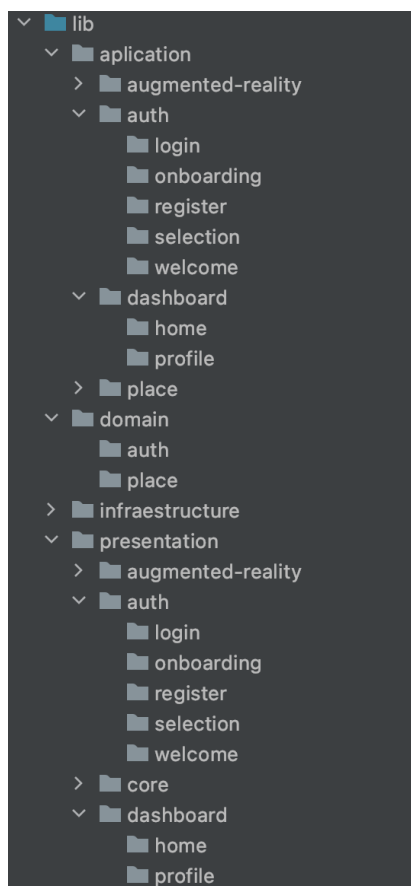 lib
aplication
augmented-reality
auth
login
onboarding
register
selection
welcome
dashboard
home
profile
place
domain
auth
place
infraestructure
presentation
augmented-reality
auth
login
onboarding
register
selection
welcome
core
dashboard
home
profile